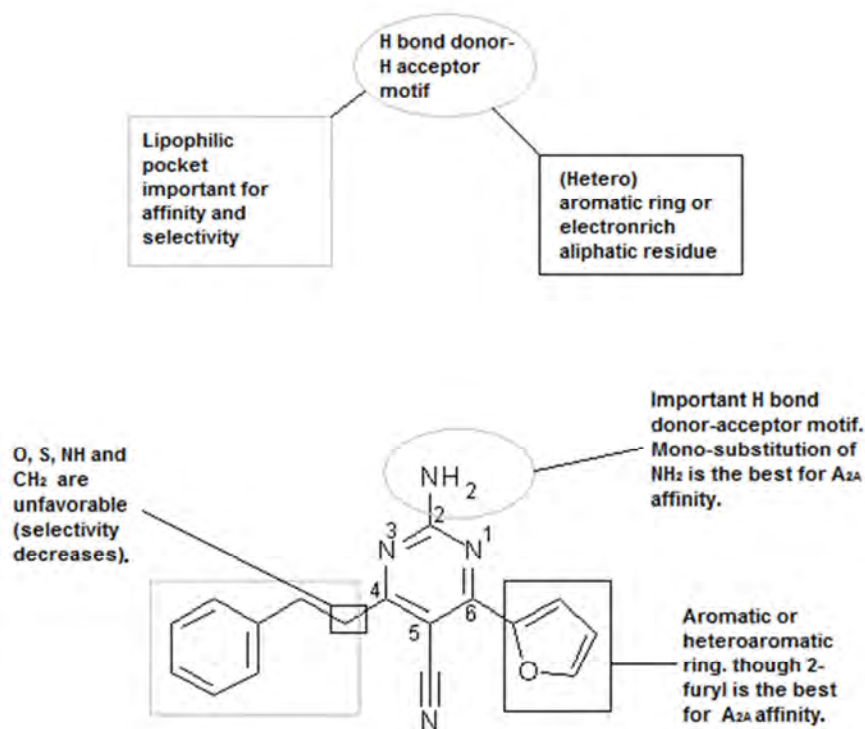 H bond donor-
H acceptor
motif
Lipophilic
pocket
important for
affinity and
selectivity
(Hetero)
aromatic ring or
electronrich
aliphatic residue
Important H bond
donor-acceptor motif.
Mono-substitution of
NH₂ is the best for A₂ₐ
affinity.
O, S, NH and
CH₂ are
unfavorable
(selectivity
decreases).
NH₂
2
3
N
N
1
4
5
6
O
N
Aromatic or
heteroaromatic
ring. though 2-
furyl is the best
for A₂ₐ affinity.